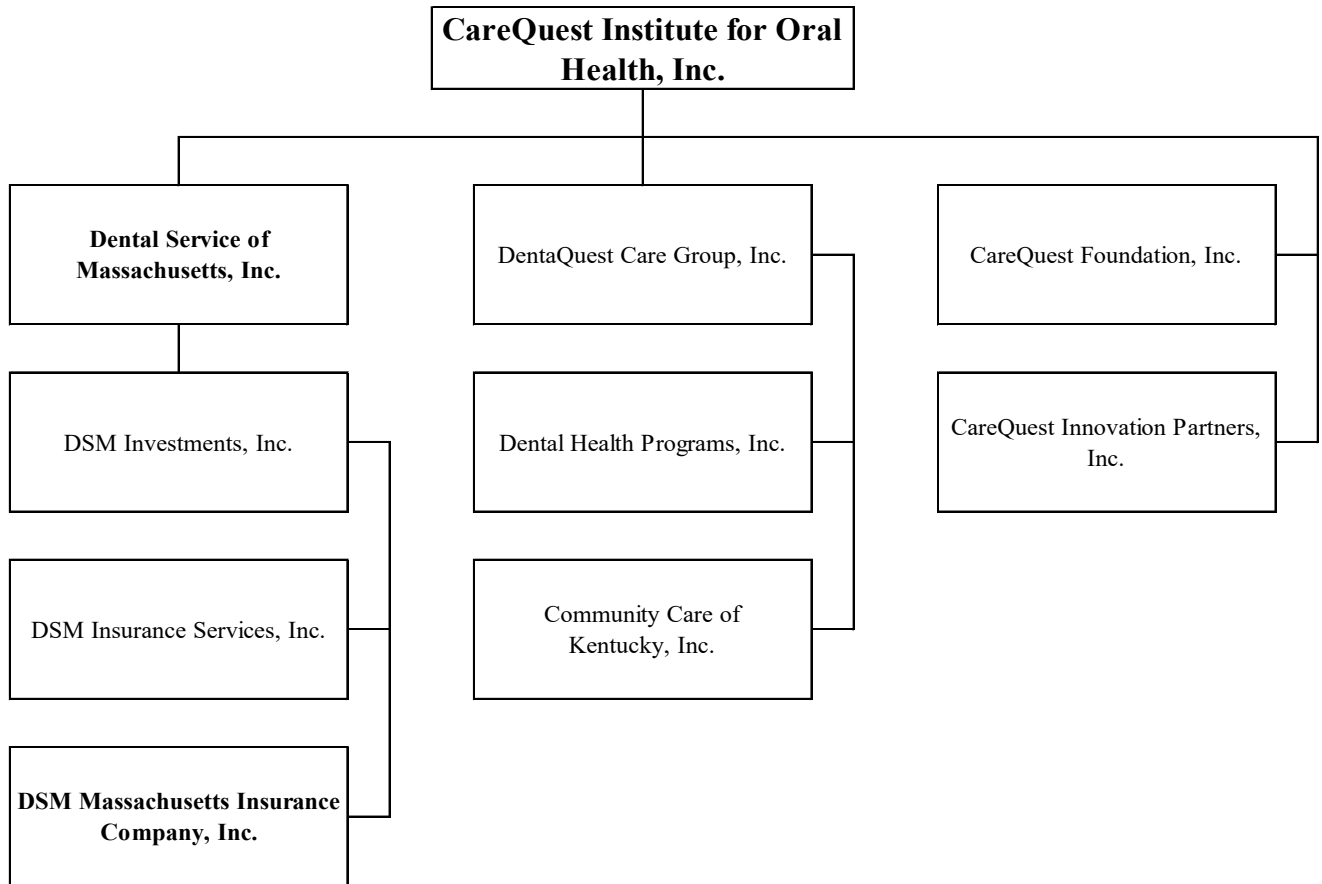 CareQuest Institute for Oral
Health, Inc.
Dental Service of
Massachusetts, Inc.
DentaQuest Care Group, Inc.
CareQuest Foundation, Inc.
DSM Investments, Inc.
Dental Health Programs, Inc.
CareQuest Innovation Partners,
Inc.
DSM Insurance Services, Inc.
Community Care of
Kentucky, Inc.
DSM Massachusetts Insurance
Company, Inc.